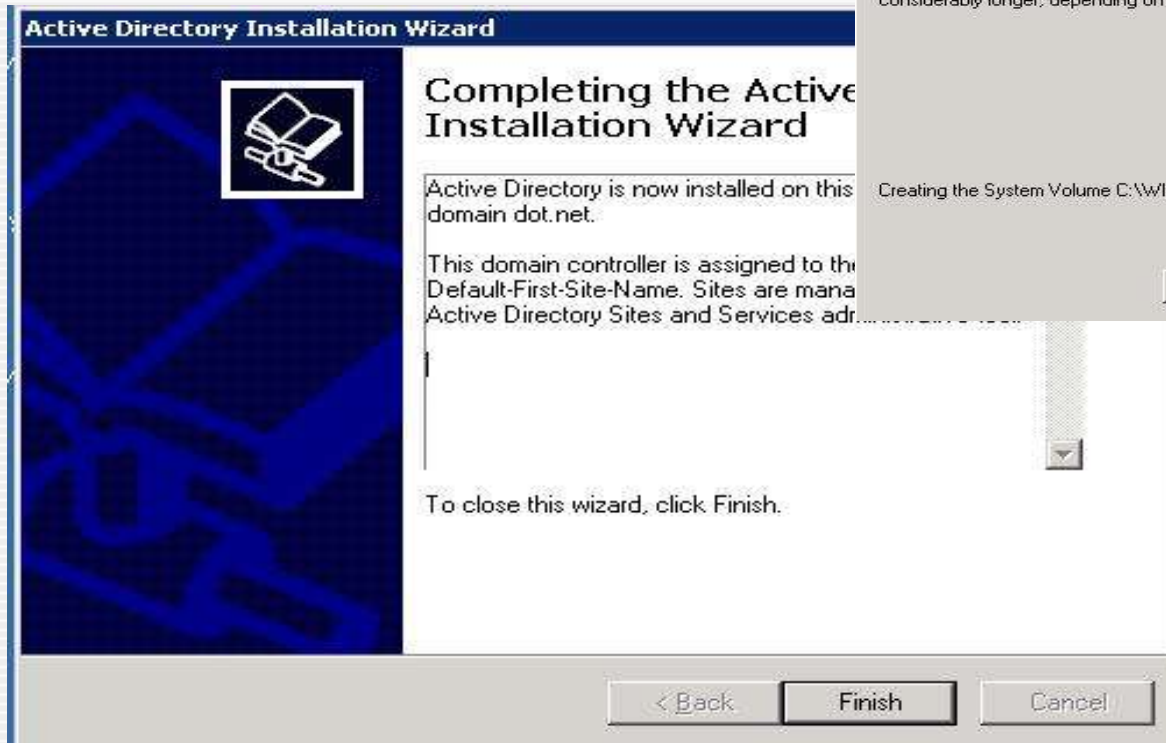 considerably longer, depending on
Active Directory Installation Wizard
Completing the Active
Installation Wizard
Active Directory is now installed on this
domain dot.net.
Creating the System Volume C:\WI
This domain controller is assigned to the
Default-First-Site-Name. Sites are mana
Active Directory Sites and Services
To close this wizard, click Finish.
< Back
Finish
Cancel